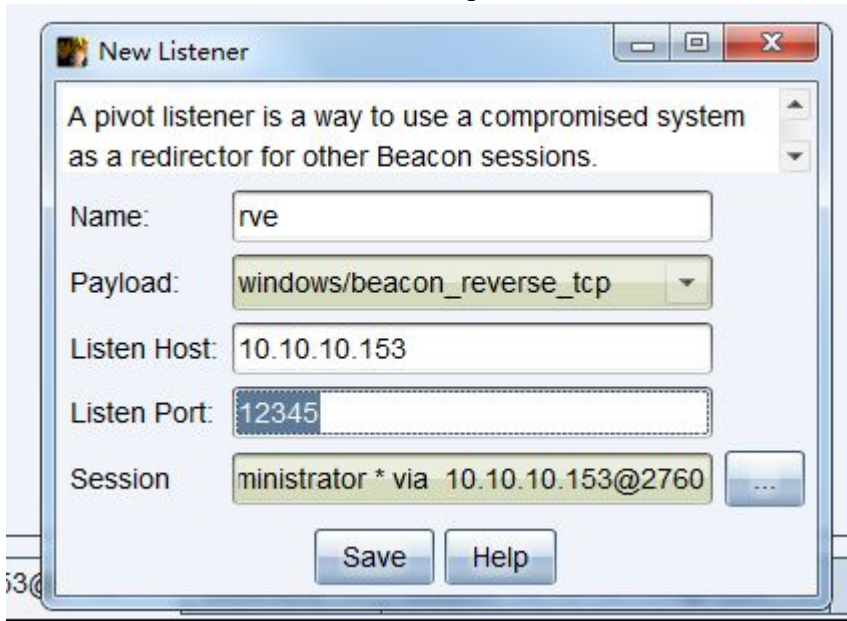 New Listener
A pivot listener is a way to use a compromised system
as a redirector for other Beacon sessions.
Name: rve
Payload: windows/beacon_reverse_tcp
Listen Host: 10.10.10.153
Listen Port: 12345
Session ministrator * via 10.10.10.153@2760 ...
Save Help